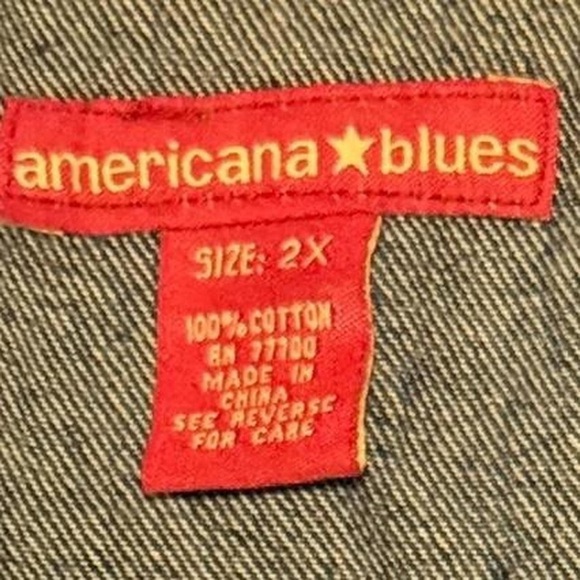 americana★blues
SIZE: 2X
100% COTTON
RN 77700
MADE IN
CHINA
SEE REVERSE
FOR CARE